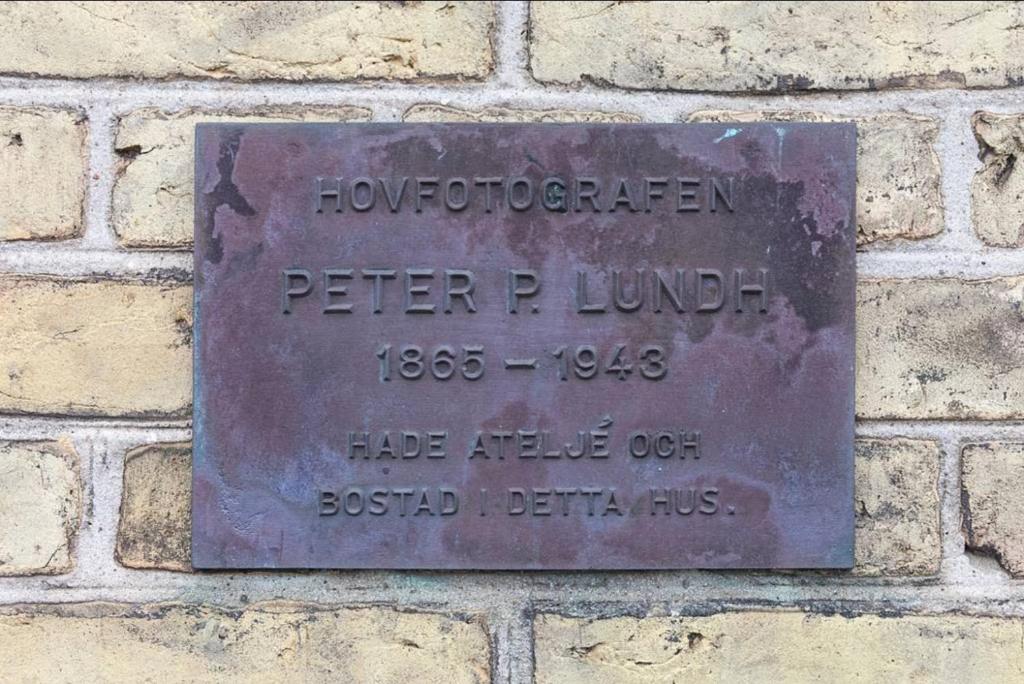 HOVFOTOGRAFEN
PETER P. LUNDH
1865 – 1943
HADE ATELJÉ OCH
BOSTAD I DETTA HUS.